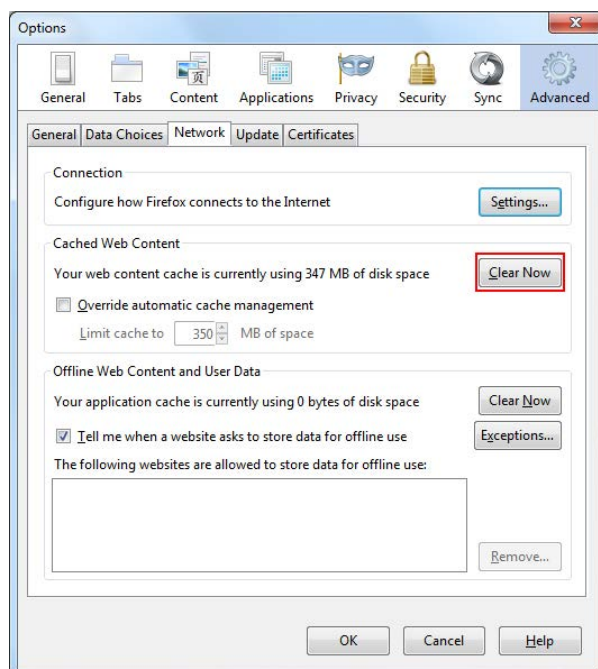 Options
General Tabs Content Applications Privacy Security Sync Advanced
General Data Choices Network Update Certificates
Connection
Configure how Firefox connects to the Internet Settings...
Cached Web Content
Your web content cache is currently using 347 MB of disk space Clear Now
Override automatic cache management
Limit cache to 350 MB of space
Offline Web Content and User Data
Your application cache is currently using 0 bytes of disk space Clear Now
Tell me when a website asks to store data for offline use Exceptions...
The following websites are allowed to store data for offline use:
Remove...
OK Cancel Help
页